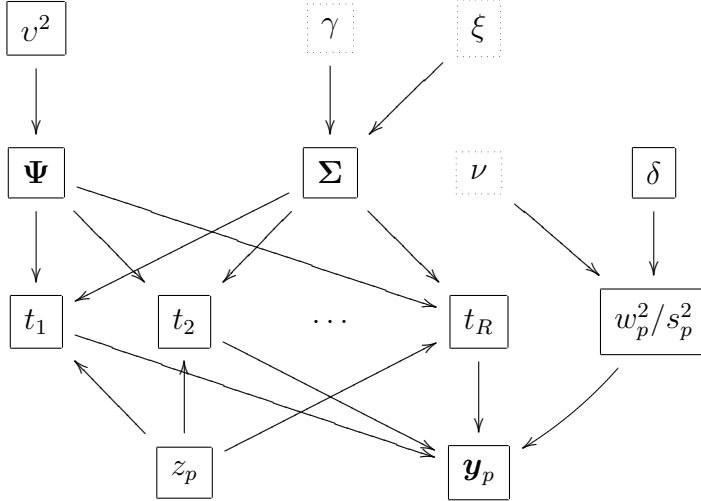 υ² γ ξ
Ψ Σ ν δ
t₁ t₂ ⋯ t_R w_p²/s_p²
z_p y_p